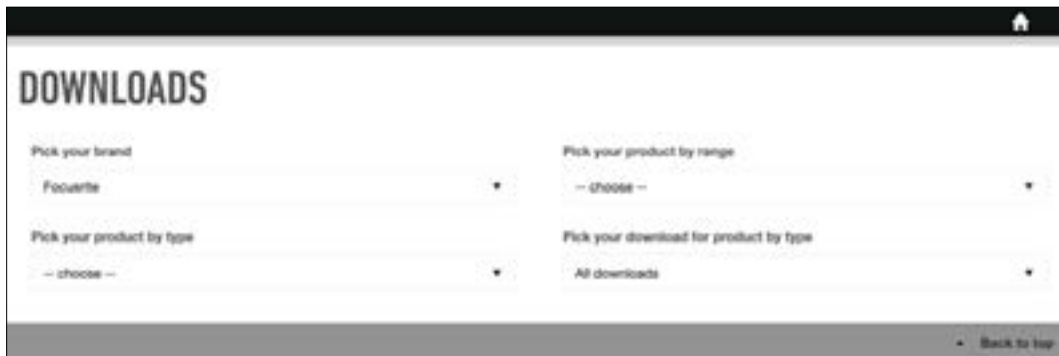 DOWNLOADS
Pick your brand
Pick your product by range
Focusrite
-- choose --
Pick your product by type
Pick your download for product by type
-- choose --
All downloads
Back to top